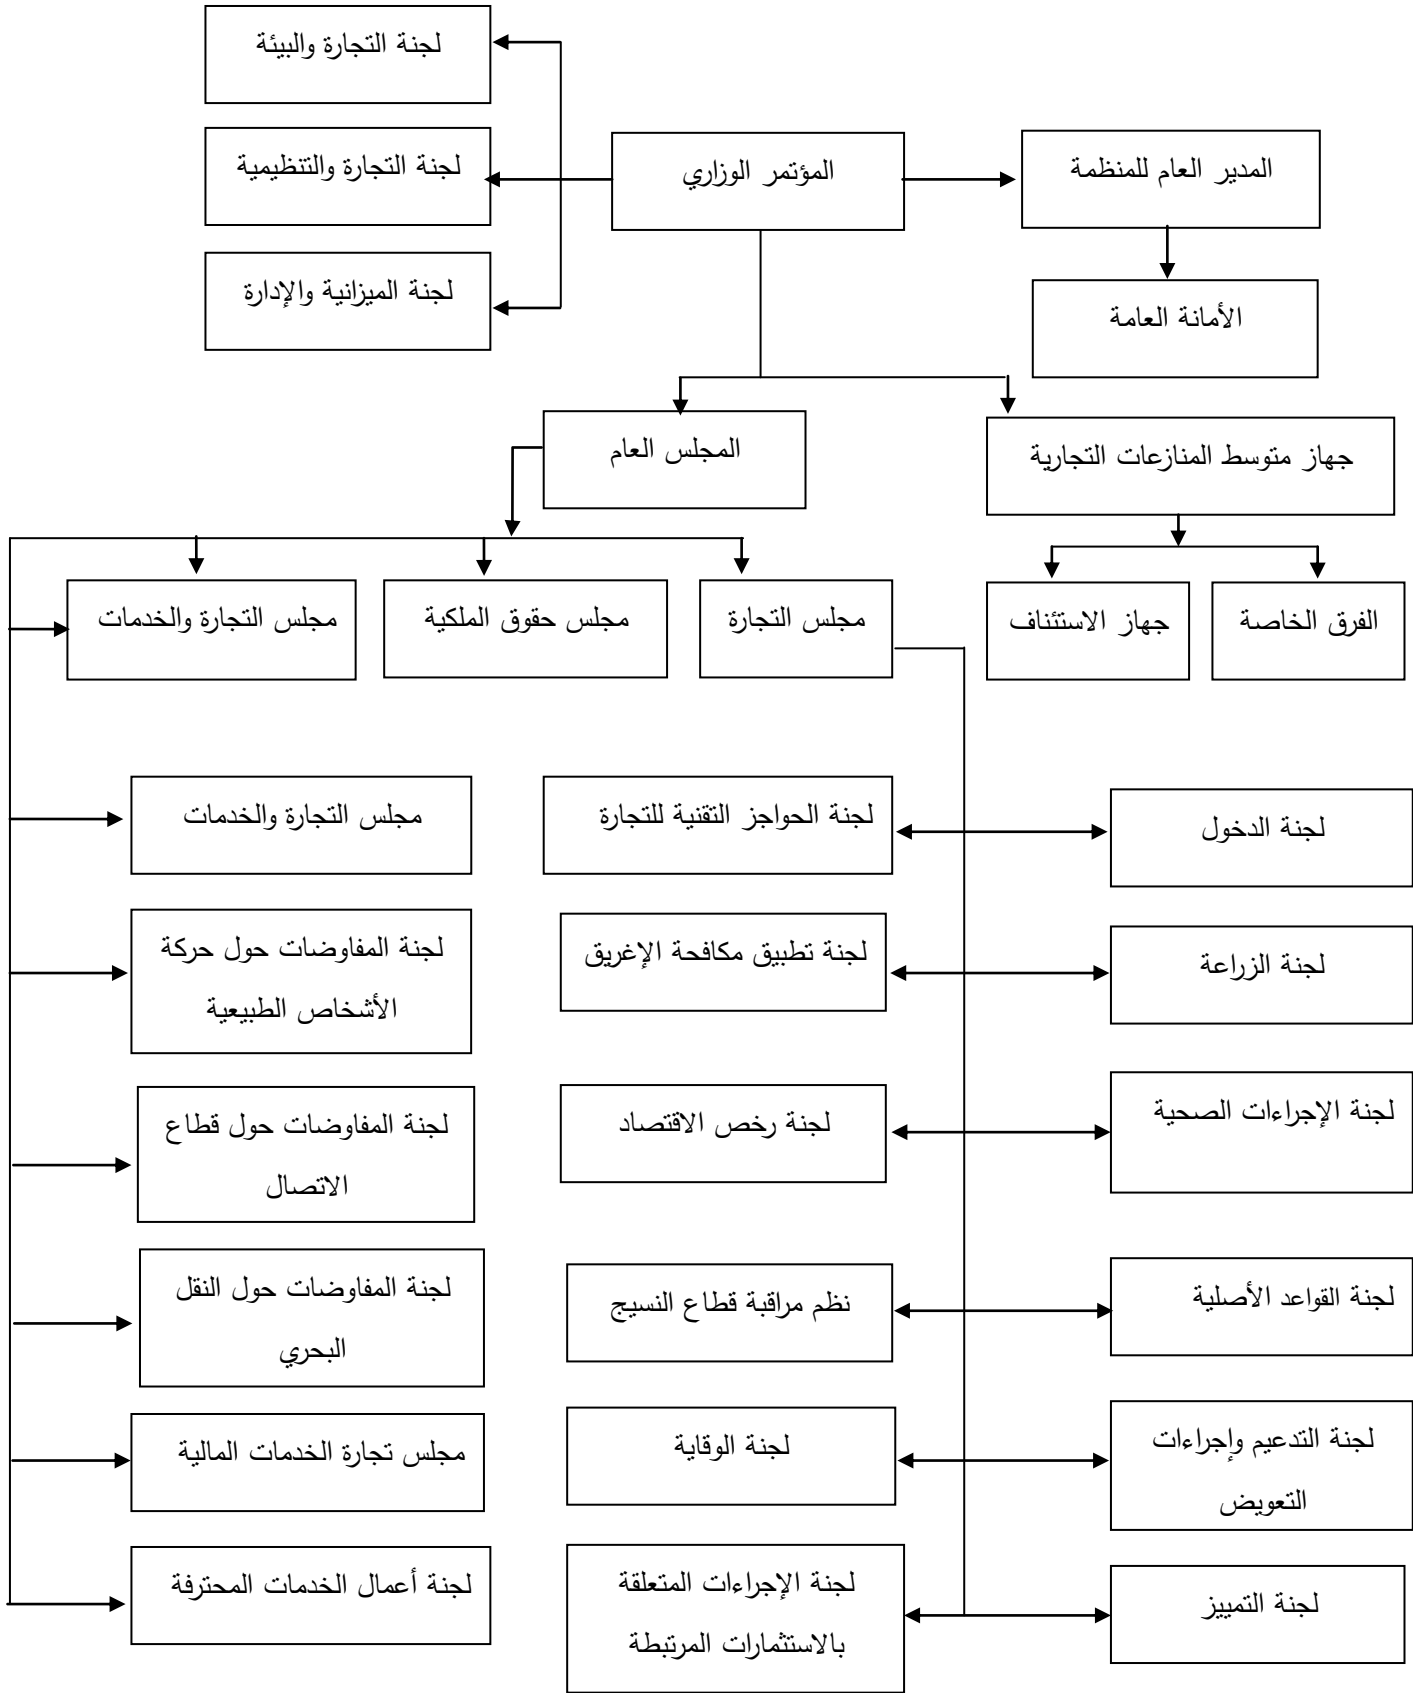 لجنة التجارة والبيئة
المدير العام للمنظمة
المؤتمر الوزاري
لجنة التجارة والتنظيمية
لجنة الميزانية والإدارة
الأمانة العامة
جهاز متوسط المنازعات التجارية
المجلس العام
الفرق الخاصة
جهاز الاستئناف
مجلس التجارة
مجلس حقوق الملكية
مجلس التجارة والخدمات
لجنة الدخول
لجنة الحواجز التقنية للتجارة
مجلس التجارة والخدمات
لجنة الزراعة
لجنة تطبيق مكافحة الإغريق
لجنة المفاوضات حول حركة
الأشخاص الطبيعية
لجنة الإجراءات الصحية
لجنة رخص الاقتصاد
لجنة المفاوضات حول قطاع
الاتصال
لجنة القواعد الأصلية
نظم مراقبة قطاع النسيج
لجنة المفاوضات حول النقل
البحري
لجنة التدعيم وإجراءات
التعويض
لجنة الوقاية
مجلس تجارة الخدمات المالية
لجنة التمييز
لجنة الإجراءات المتعلقة
بالاستثمارات المرتبطة
لجنة أعمال الخدمات المحترفة